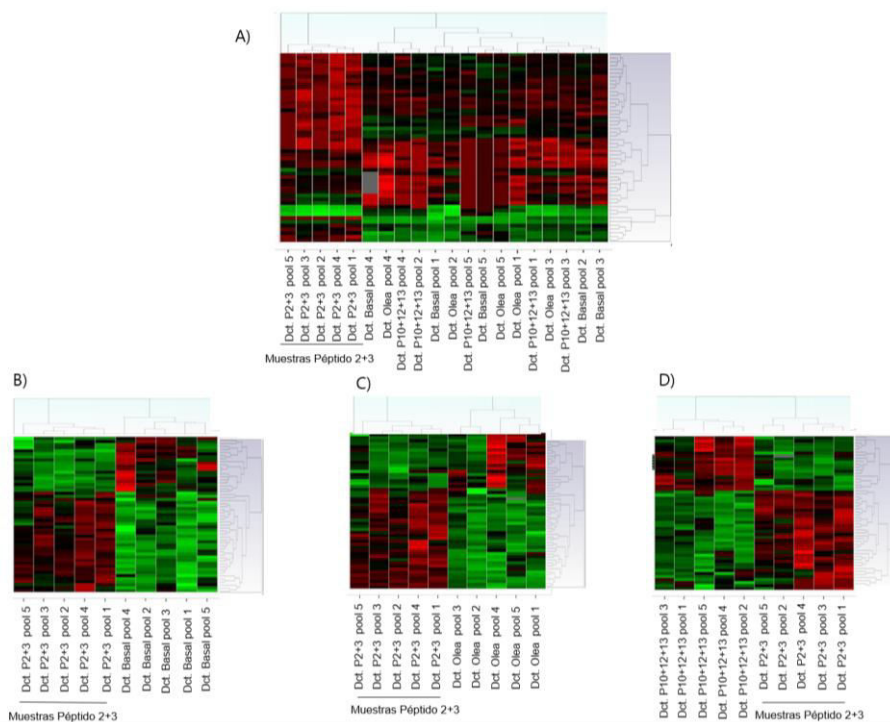 A)
Dct. P2+3 pool 5
Dct. P2+3 pool 3
Dct. P2+3 pool 2
Dct. P2+3 pool 4
Dct. P2+3 pool 1
Dct. Basal pool 4
Dct. Olea pool 4
Dct. P10+12+13 pool 4
Dct. P10+12+13 pool 2
Dct. Basal pool 1
Dct. Olea pool 2
Dct. P10+12+13 pool 5
Dct. Basal pool 5
Dct. Olea pool 5
Dct. Olea pool 1
Dct. P10+12+13 pool 1
Dct. Olea pool 3
Dct. P10+12+13 pool 3
Dct. Basal pool 2
Dct. Basal pool 3
Muestras Péptido 2+3
B)
Dct. P2+3 pool 5
Dct. P2+3 pool 3
Dct. P2+3 pool 2
Dct. P2+3 pool 4
Dct. P2+3 pool 1
Dct. Basal pool 4
Dct. Basal pool 2
Dct. Basal pool 3
Dct. Basal pool 1
Dct. Basal pool 5
Muestras Péptido 2+3
C)
Dct. P2+3 pool 5
Dct. P2+3 pool 3
Dct. P2+3 pool 2
Dct. P2+3 pool 4
Dct. P2+3 pool 1
Dct. Olea pool 3
Dct. Olea pool 2
Dct. Olea pool 4
Dct. Olea pool 5
Dct. Olea pool 1
Muestras Péptido 2+3
D)
Dct. P10+12+13 pool 3
Dct. P10+12+13 pool 1
Dct. P10+12+13 pool 5
Dct. P10+12+13 pool 4
Dct. P10+12+13 pool 2
Dct. P2+3 pool 5
Dct. P2+3 pool 2
Dct. P2+3 pool 4
Dct. P2+3 pool 3
Dct. P2+3 pool 1
Muestras Péptido 2+3